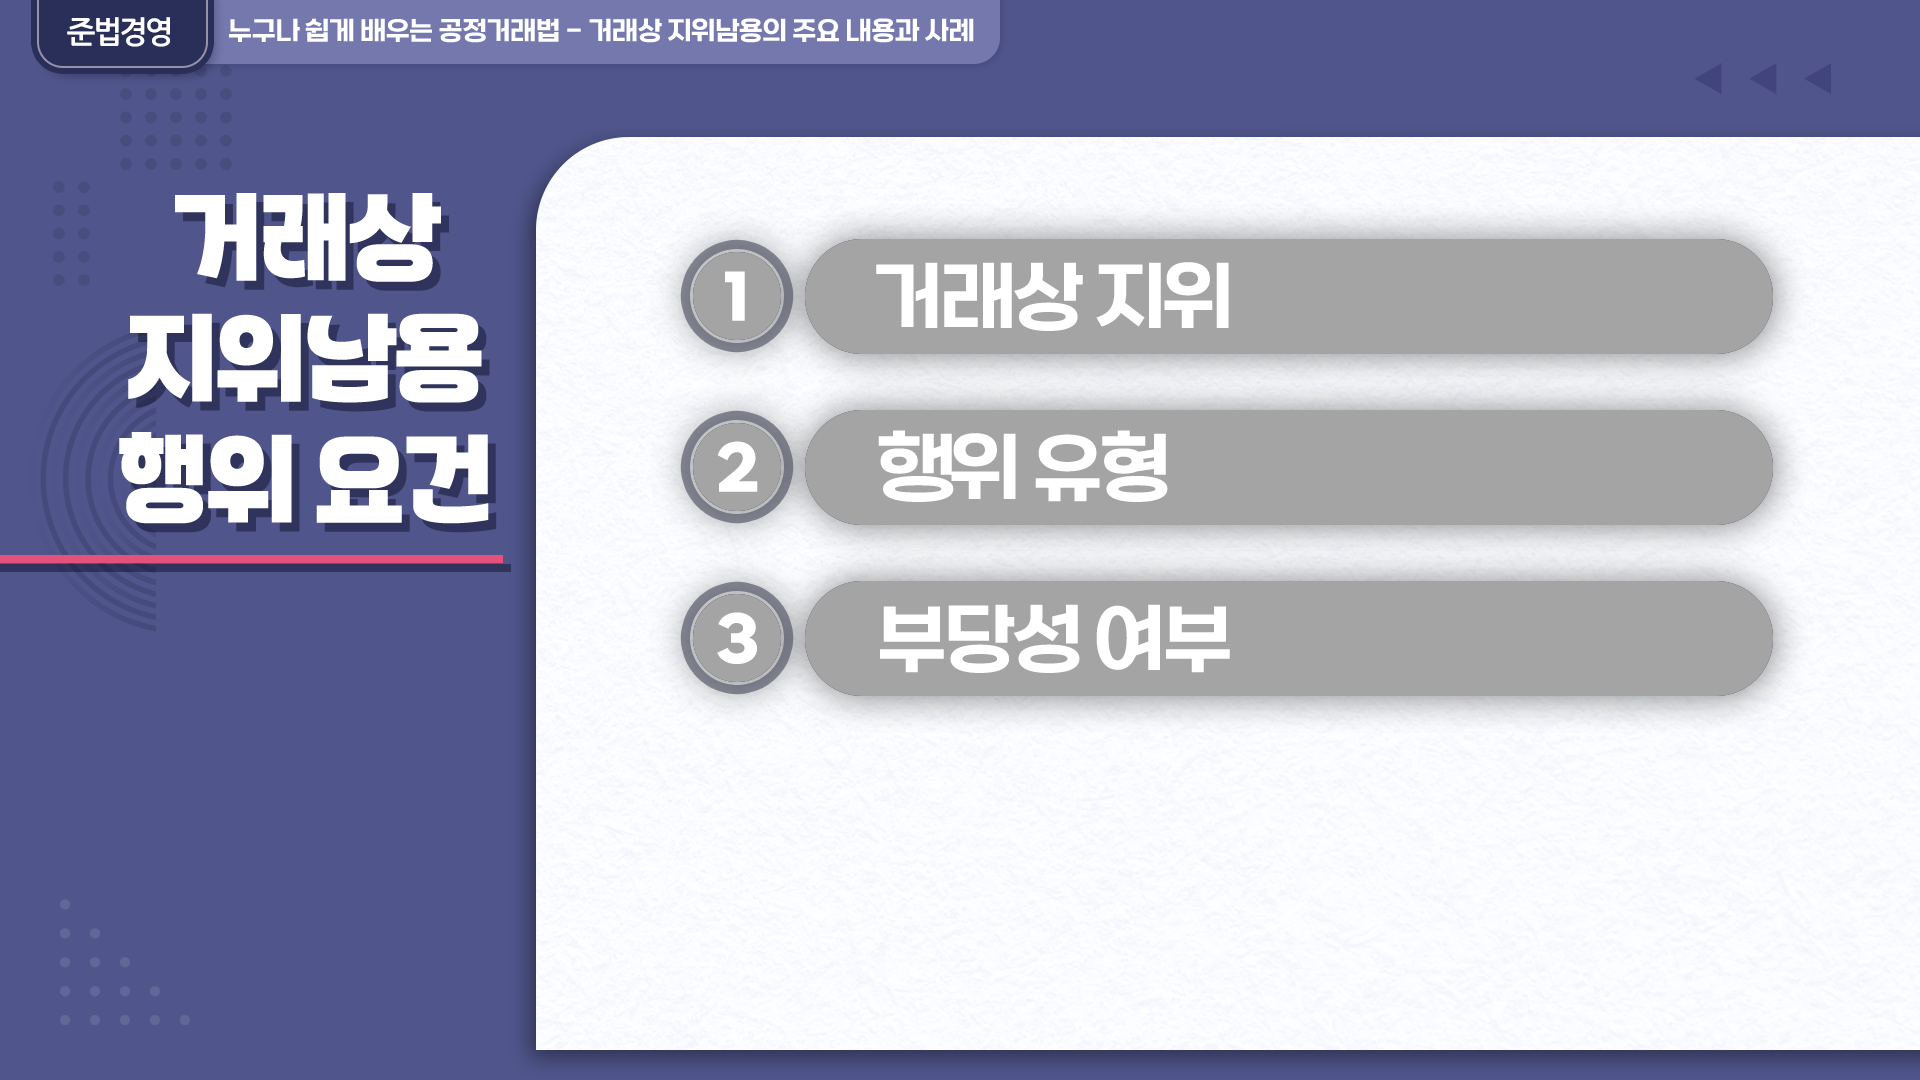 준법경영
누구나 쉽게 배우는 공정거래법 - 거래상 지위남용의 주요 내용과 사례
거래상
지위남용
행위 요건
1 거래상 지위
2 행위 유형
3 부당성 여부